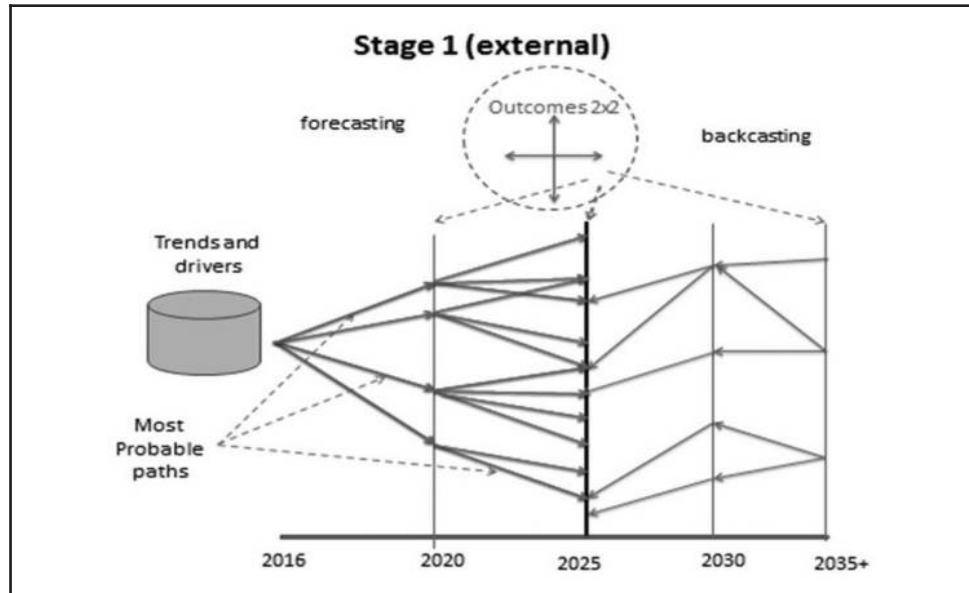 Stage 1 (external)
Outcomes 2x2
forecasting
backcasting
Trends and
drivers
Most
Probable
paths
2016
2020
2025
2030
2035+